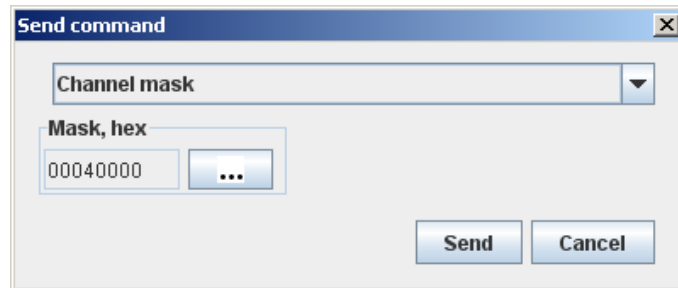 Send command
Channel mask
Mask, hex
00040000 ...
Send Cancel